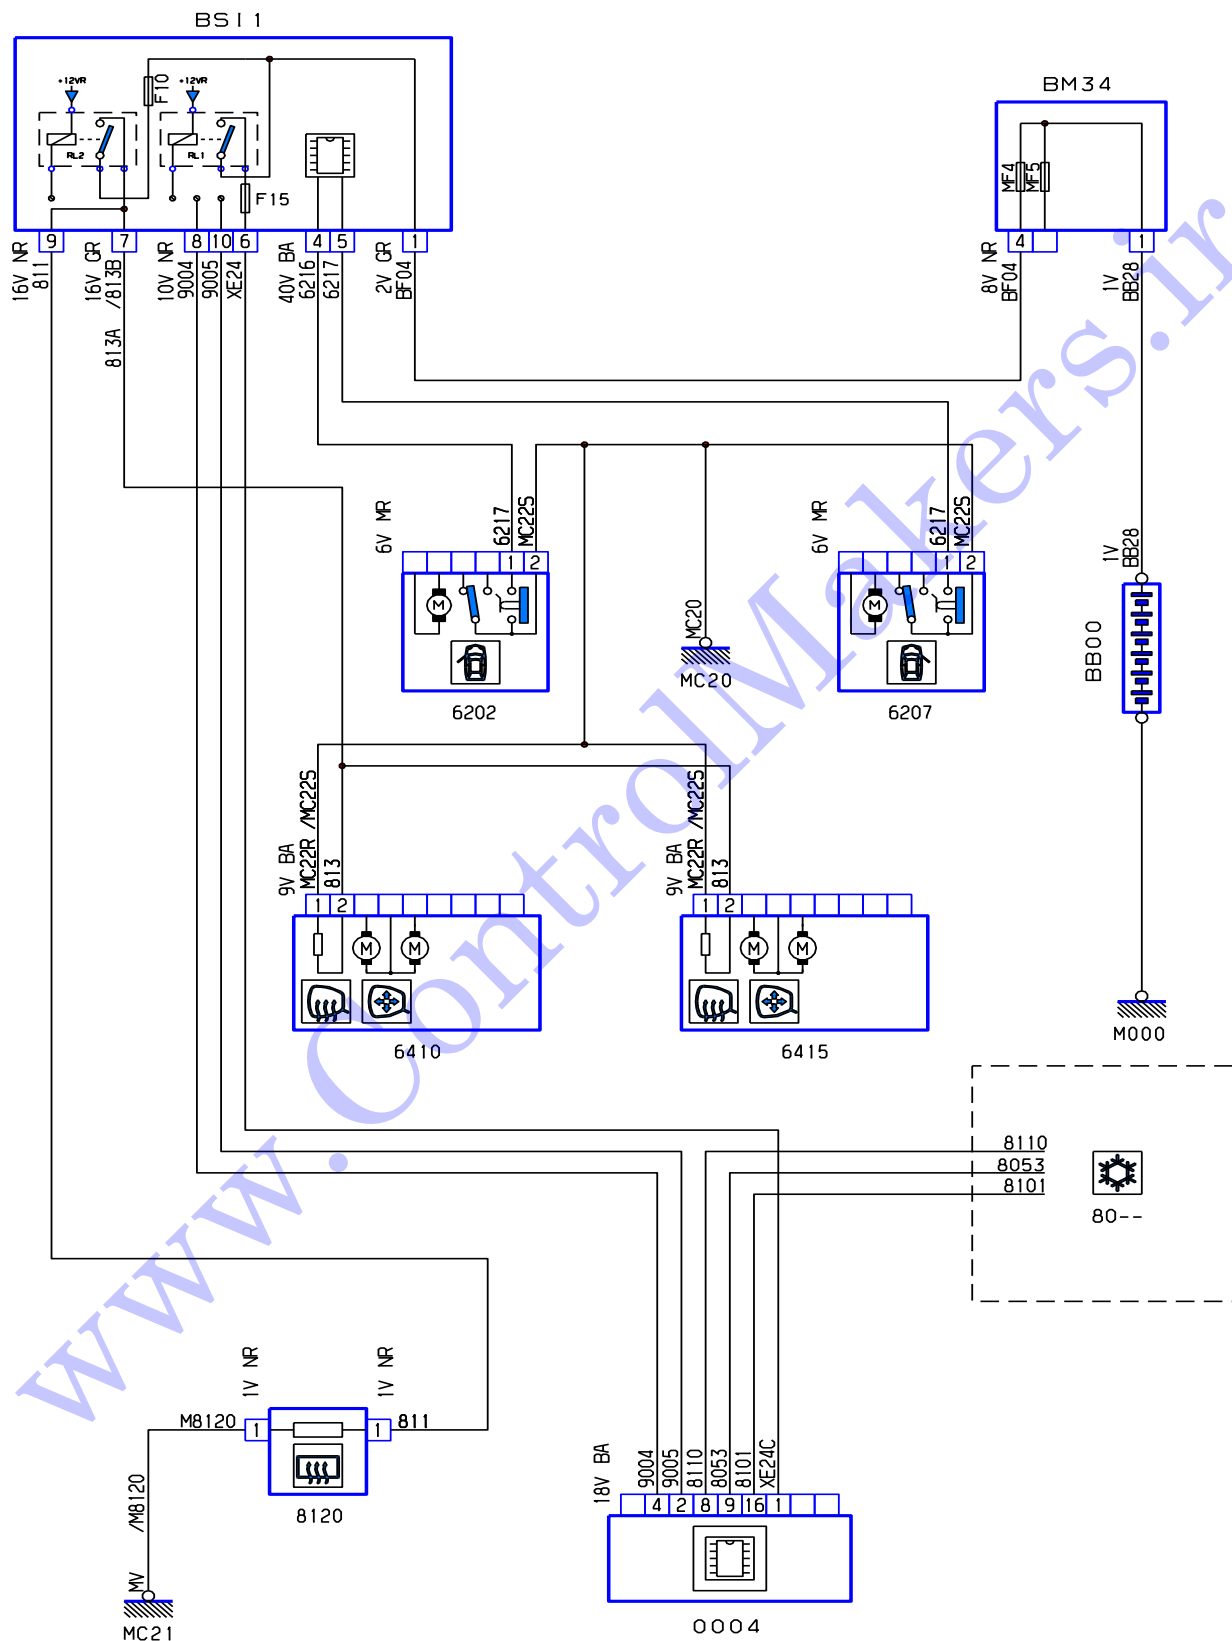 BSI1
BM34
+12VR
F10
+12VR
RL2
RL1
F15
MF4
MF5
9
7
8
10
6
4
5
1
4
1
16V NR
811
16V GR
/813B
813A
10V NR
9004
9005
XE24
40V BA
6216
6217
2V GR
BF04
8V NR
BF04
1V
BB28
6V MR
6217
MC22S
1
2
M
6202
MC20
MC20
6V MR
6217
MC22S
1
2
M
6207
1V
BB28
BB00
M000
9V BA
MC22R /MC22S
813
1
2
M
M
6410
9V BA
MC22R /MC22S
813
1
2
M
M
6415
8110
8053
8101
80--
1V NR
1V NR
M8120
1
1
811
8120
/M8120
MV
MC21
18V BA
9004
9005
8110
8053
8101
XE24C
4
2
8
9
16
1
0004
www.ControlMakers.ir